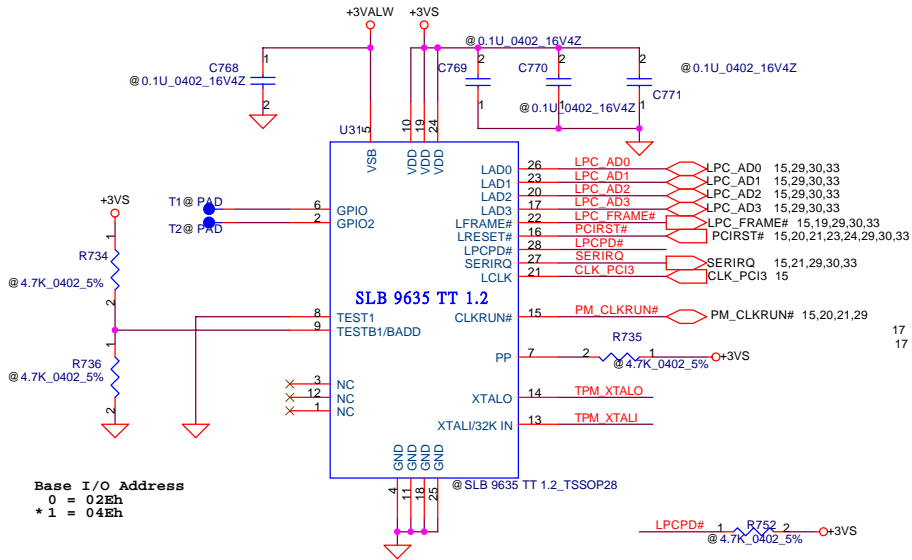 +3VALW
+3VS
1
C768
@0.1U_0402_16V4Z
2
2
C769
1
@0.1U_0402_16V4Z
2
C770
@0.1U_0402_16V4Z
1
2
@0.1U_0402_16V4Z
C771
1
U31
5
10
19
24
VSB
VDD
VDD
VDD
LAD0 26 LPC_AD0 LPC_AD0 15,29,30,33
LAD1 23 LPC_AD1 LPC_AD1 15,29,30,33
LAD2 20 LPC_AD2 LPC_AD2 15,29,30,33
LAD3 17 LPC_AD3 LPC_AD3 15,29,30,33
LFRAME# 22 LPC_FRAME# LPC_FRAME# 15,19,29,30,33
LRESET# 16 PCIRST# PCIRST# 15,20,21,23,24,29,30,33
LPCPD# 28 LPCPD#
SERIRQ 27 SERIRQ SERIRQ 15,21,29,30,33
LCLK 21 CLK_PCI3 CLK_PCI3 15
T1@ PAD 6 GPIO
T2@ PAD 2 GPIO2
+3VS
R734
1
@4.7K_0402_5%
2
SLB 9635 TT 1.2
8 TEST1
9 TESTB1/BADD
CLKRUN# 15 PM_CLKRUN# PM_CLKRUN# 15,20,21,29
17
17
1
R736
@4.7K_0402_5%
2
PP 7 2 R735 1 +3VS
@4.7K_0402_5%
3 NC
12 NC
1 NC
XTALO 14 TPM_XTALO
XTALI/32K IN 13 TPM_XTALI
GND
GND
GND
GND
4
11
18
25
@SLB 9635 TT 1.2_TSSOP28
Base I/O Address
0 = 02Eh
*1 = 04Eh
LPCPD# 1 R752 2 +3VS
@4.7K_0402_5%